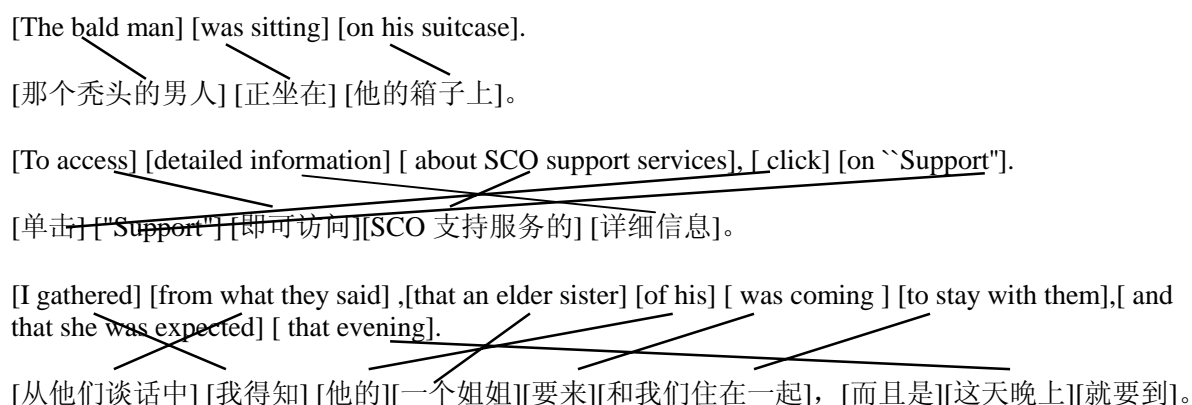 [The bald man] [was sitting] [on his suitcase].
[那个秃头的男人] [正坐在] [他的箱子上]。
[To access] [detailed information] [ about SCO support services], [ click] [on ``Support''].
[单击] ["Support"] [即可访问][SCO 支持服务的] [详细信息]。
[I gathered] [from what they said] ,[that an elder sister] [of his] [ was coming ] [to stay with them],[ and
that she was expected] [ that evening].
[从他们谈话中] [我得知] [他的][一个姐姐][要来][和我们住在一起]，[而且是][这天晚上][就要到]。